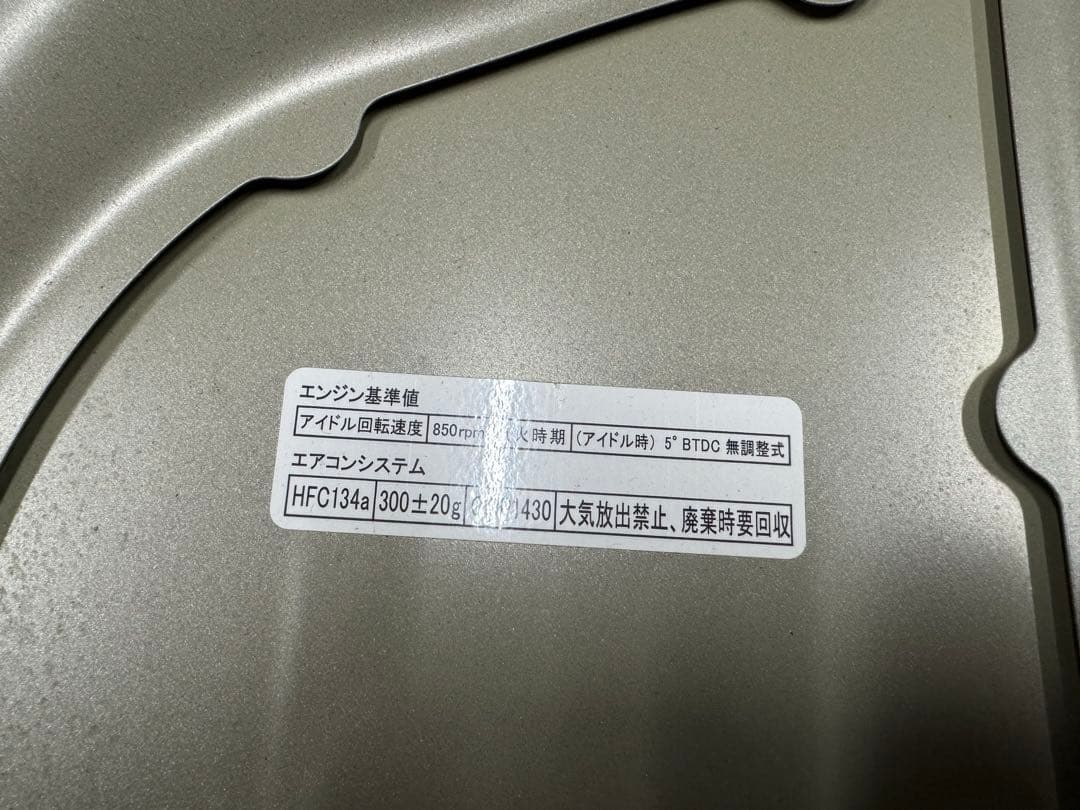 エンジン基準値
アイドル回転速度 850rpm 火時期 (アイドル時) 5°BTDC 無調整式
エアコンシステム
HFC134a 300±20g 1430 大気放出禁止、廃棄時要回収